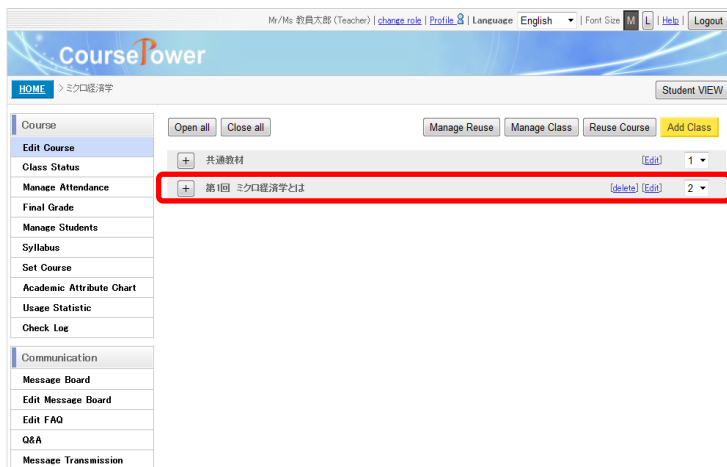 Mr/Ms 教員太郎 (Teacher) | change role | Profile | Language English | Font Size M L | Help | Logout
CoursePower
HOME > ミクロ経済学 Student VIEW
Course
Open all Close all Manage Reuse Manage Class Reuse Course Add Class
Edit Course
+ 共通教材 [Edit] 1
Class Status
Manage Attendance
+ 第1回 ミクロ経済学とは [delete] [Edit] 2
Final Grade
Manage Students
Syllabus
Set Course
Academic Attribute Chart
Usage Statistic
Check Log
Communication
Message Board
Edit Message Board
Edit FAQ
Q&A
Message Transmission